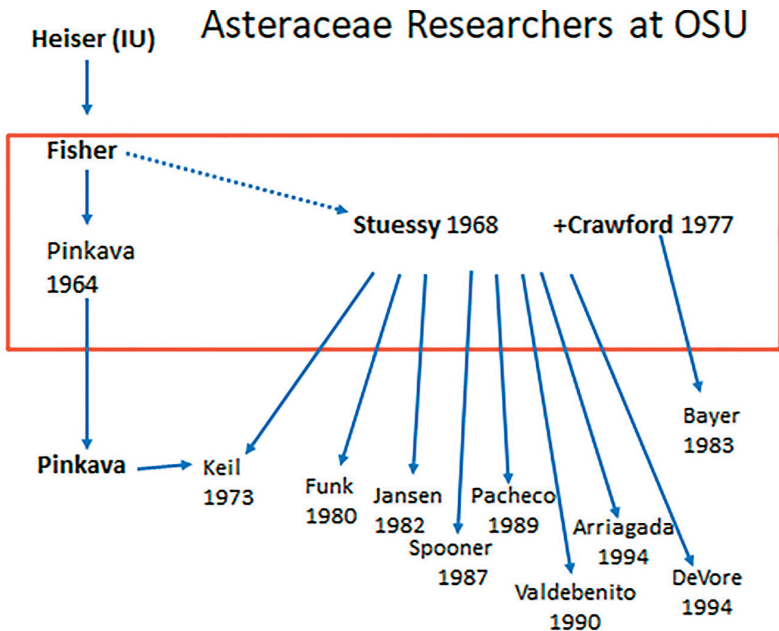 Asteraceae Researchers at OSU
Heiser (IU)
Fisher
Stuessy 1968
+Crawford 1977
Pinkava
1964
Bayer
1983
Pinkava
Keil
1973
Funk
1980
Jansen
1982
Pacheco
1989
Spooner
1987
Arriagada
1994
Valdebenito
1990
DeVore
1994